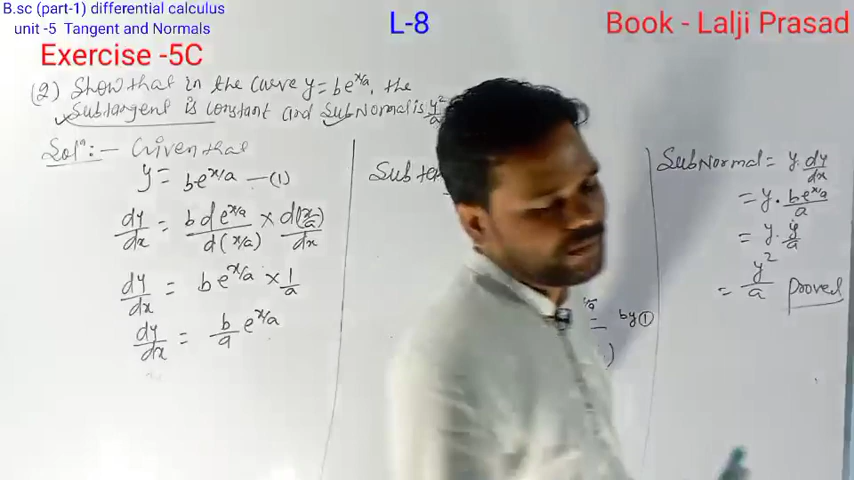 B.sc (part-1) differential calculus
unit -5 Tangent and Normals
L-8
Book - Lalji Prasad
Exercise -5C
(2) Show that in the curve y = be^x/a, the
Subtangent is constant and SubNormal is y²/a
Solⁿ:- Given that
y = be^x/a —(1)
dy/dx = b d e^x/a / d(x/a) × d(x/a)/dx
dy/dx = be^x/a × 1/a
dy/dx = b/a e^x/a
by ①
)
SubNormal = y dy/dx
= y . be^x/a / a
= y . y/a
= y²/a proved